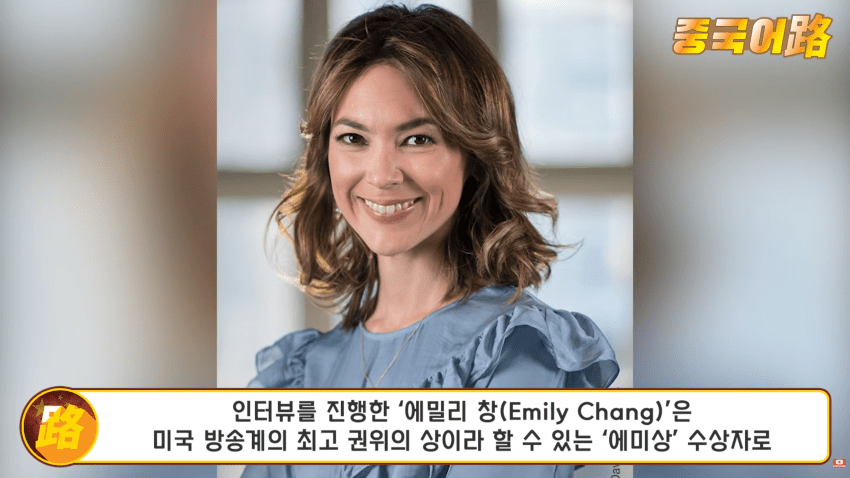 중국어路
인터뷰를 진행한 ‘에밀리 창(Emily Chang)’은
路
미국 방송계의 최고 권위의 상이라 할 수 있는 ‘에미상’ 수상자로